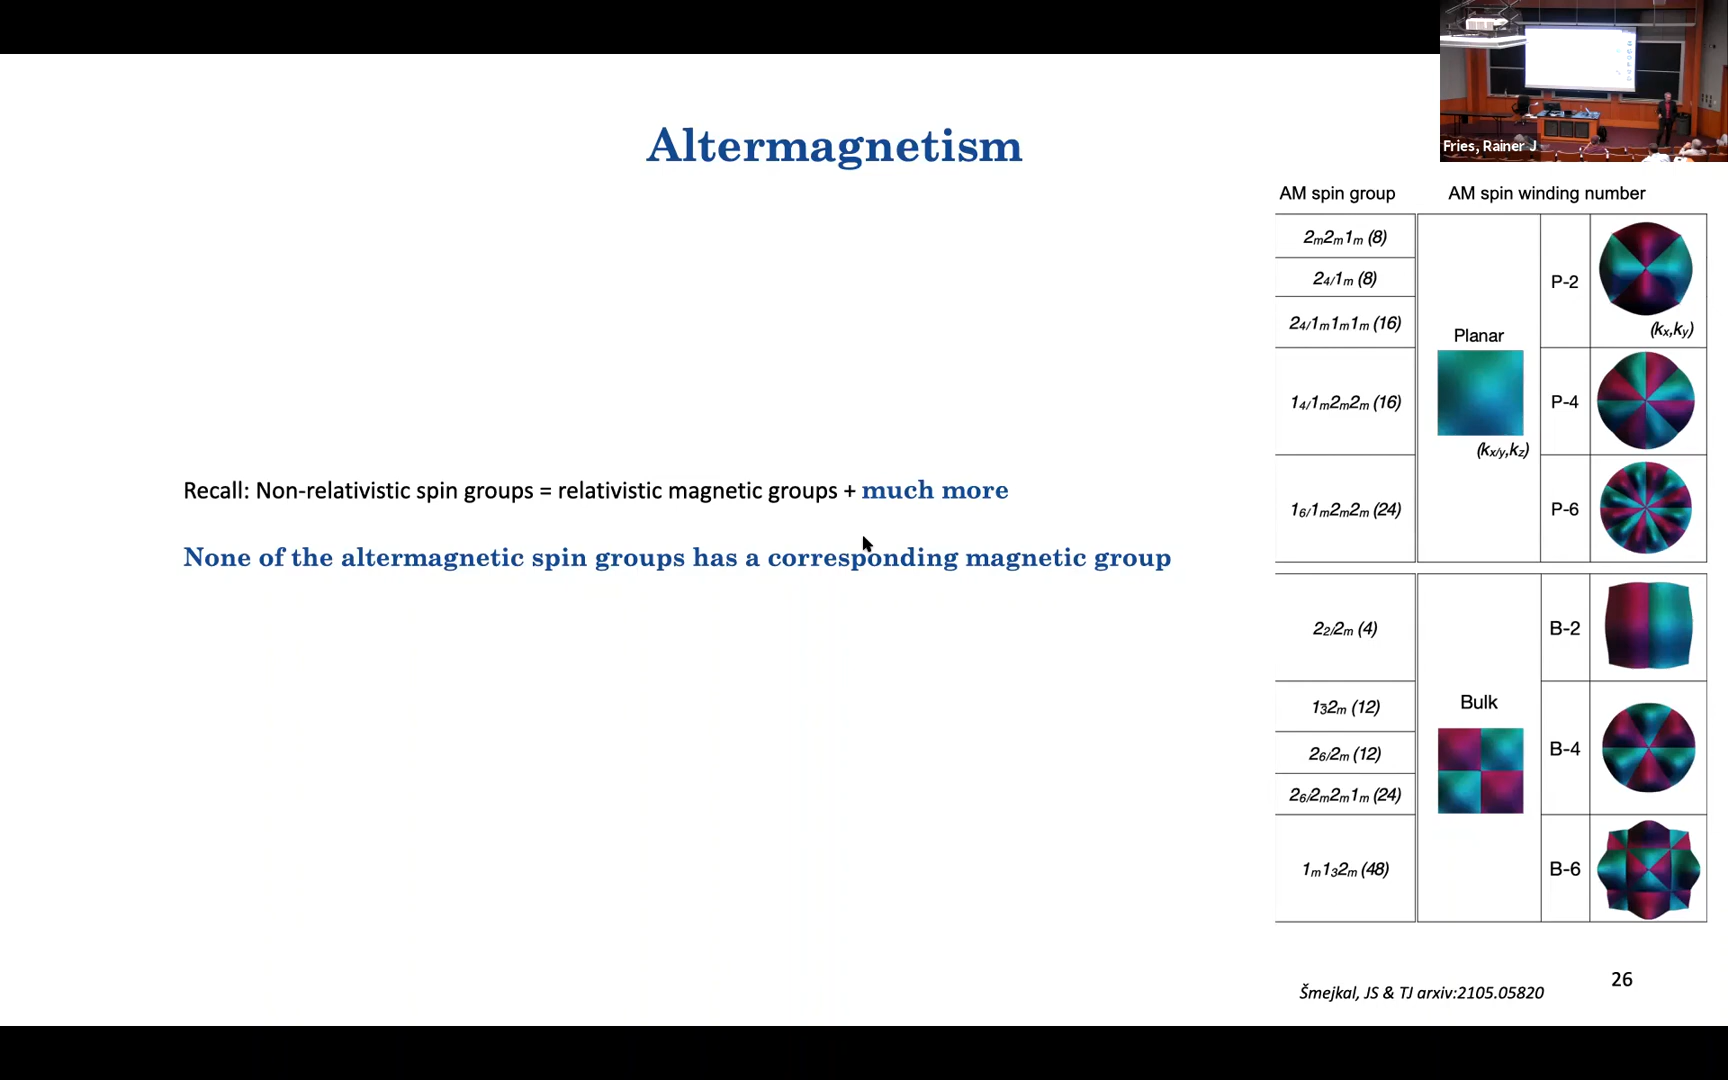 Fries, Rainer J
Altermagnetism
AM spin group
AM spin winding number
2m2m1m (8)
24/1m (8)
24/1m1m1m (16)
14/1m2m2m (16)
16/1m2m2m (24)
Planar
(kx/y,kz)
P-2
(kx,ky)
P-4
P-6
Recall: Non-relativistic spin groups = relativistic magnetic groups + much more
None of the altermagnetic spin groups has a corresponding magnetic group
22/2m (4)
13̄2m (12)
26/2m (12)
26/2m2m1m (24)
1m132m (48)
Bulk
B-2
B-4
B-6
Šmejkal, JS & TJ arxiv:2105.05820
26